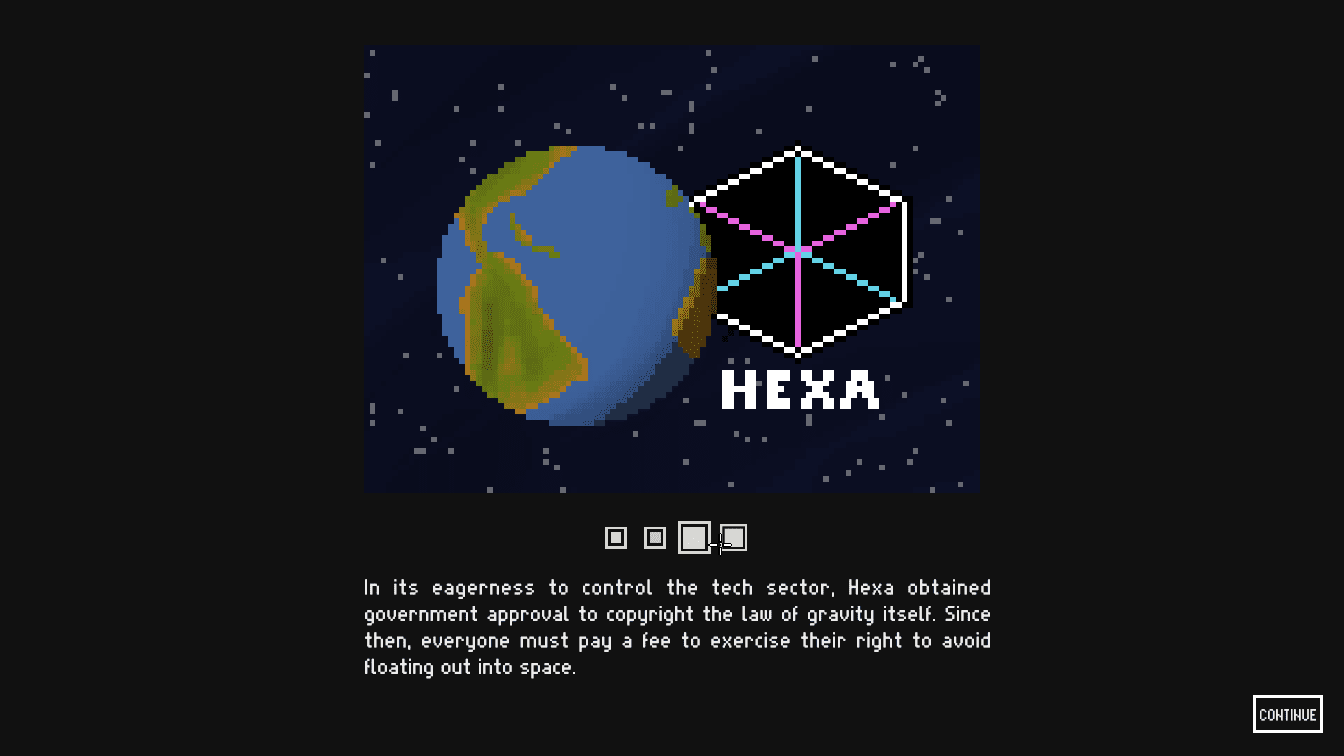 HEXA
In its eagerness to control the tech sector, Hexa obtained
government approval to copyright the law of gravity itself. Since
then, everyone must pay a fee to exercise their right to avoid
floating out into space.
CONTINUE